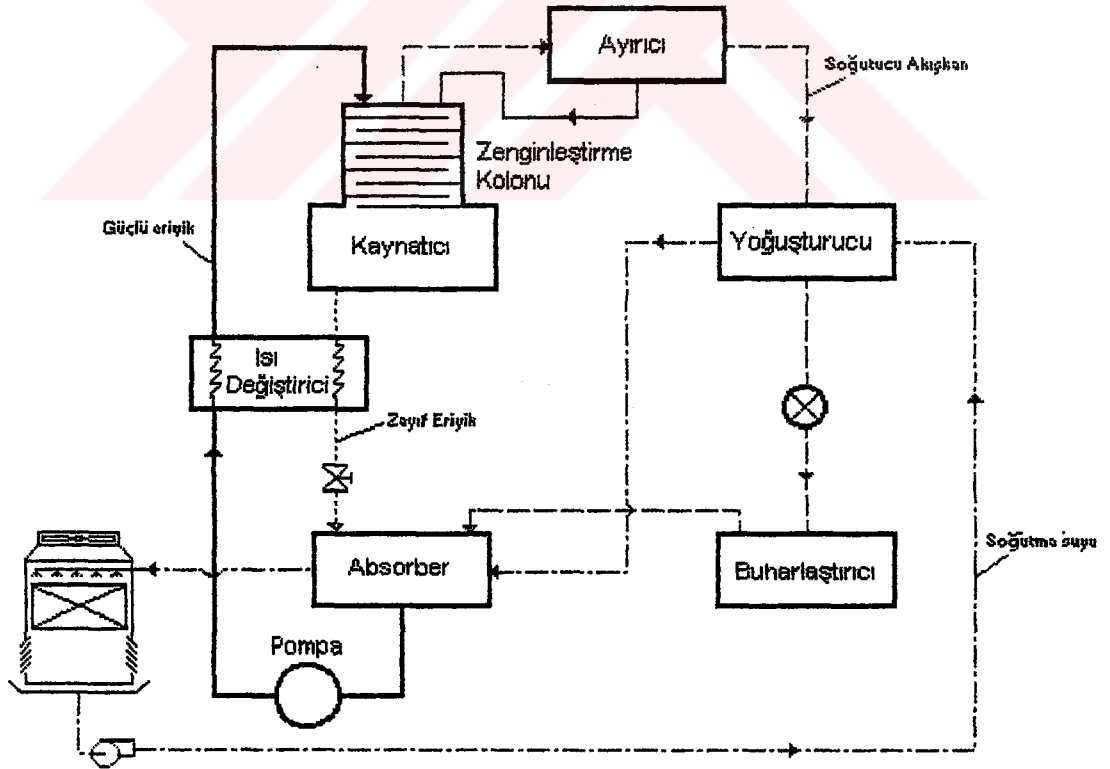 Ayırıcı
Soğutucu Akışkan
Zenginleştirme
Kolonu
Güçlü eriyik
Kaynatıcı
Yoğuşturucu
Isı
Değiştirici
Zayıf Eriyik
Absorber
Buharlaştırıcı
Soğutma suyu
Pompa